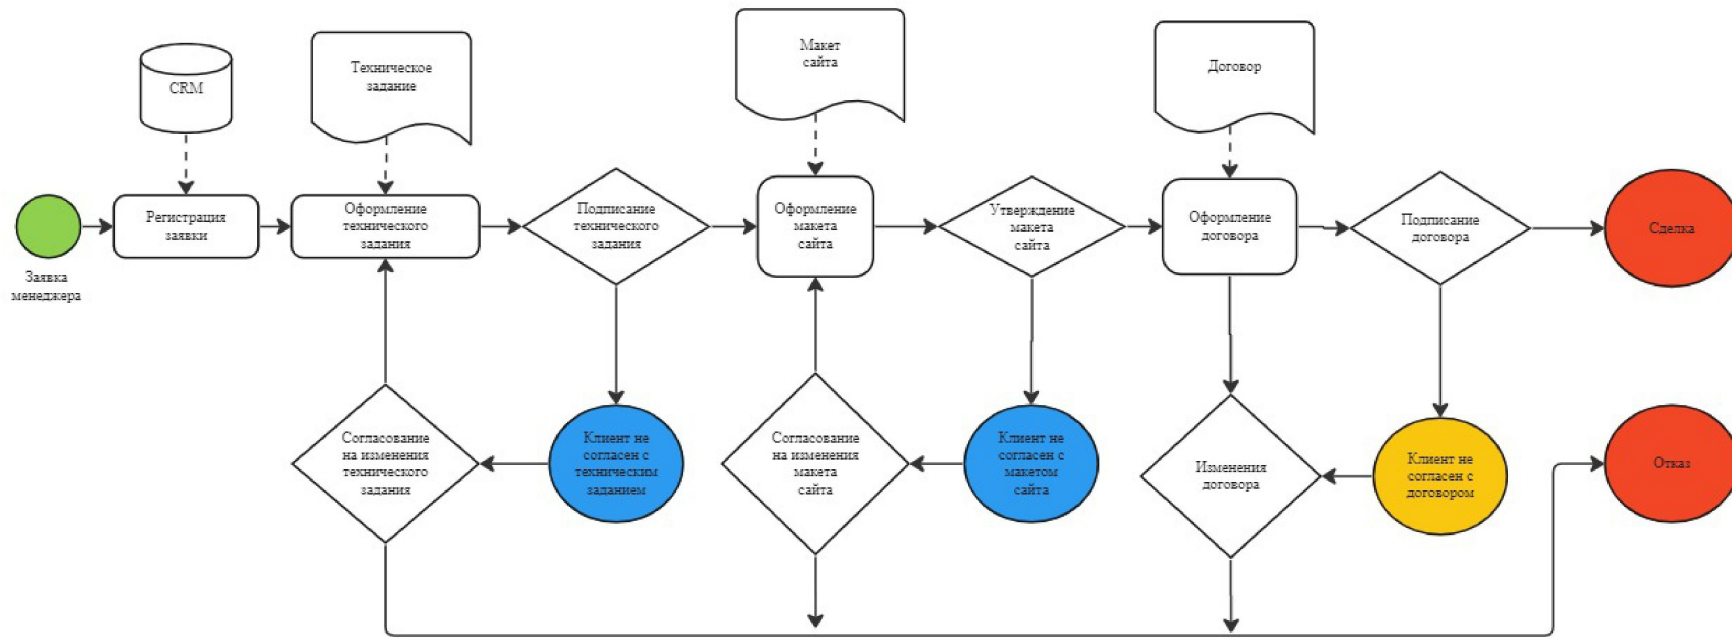 CRM
Техническое
задание
Макет
сайта
Договор
Заявка
менеджера
Регистрация
заявки
Оформление
технического
задания
Подписание
технического
задания
Оформление
макета
сайта
Утверждение
макета
сайта
Оформление
договора
Подписание
договора
Сделка
Согласование
на изменения
технического
задания
Клиент не
согласен с
техническим
заданием
Согласование
на изменения
макета
сайта
Клиент не
согласен с
макетом
сайта
Изменения
договора
Клиент не
согласен с
договором
Отказ